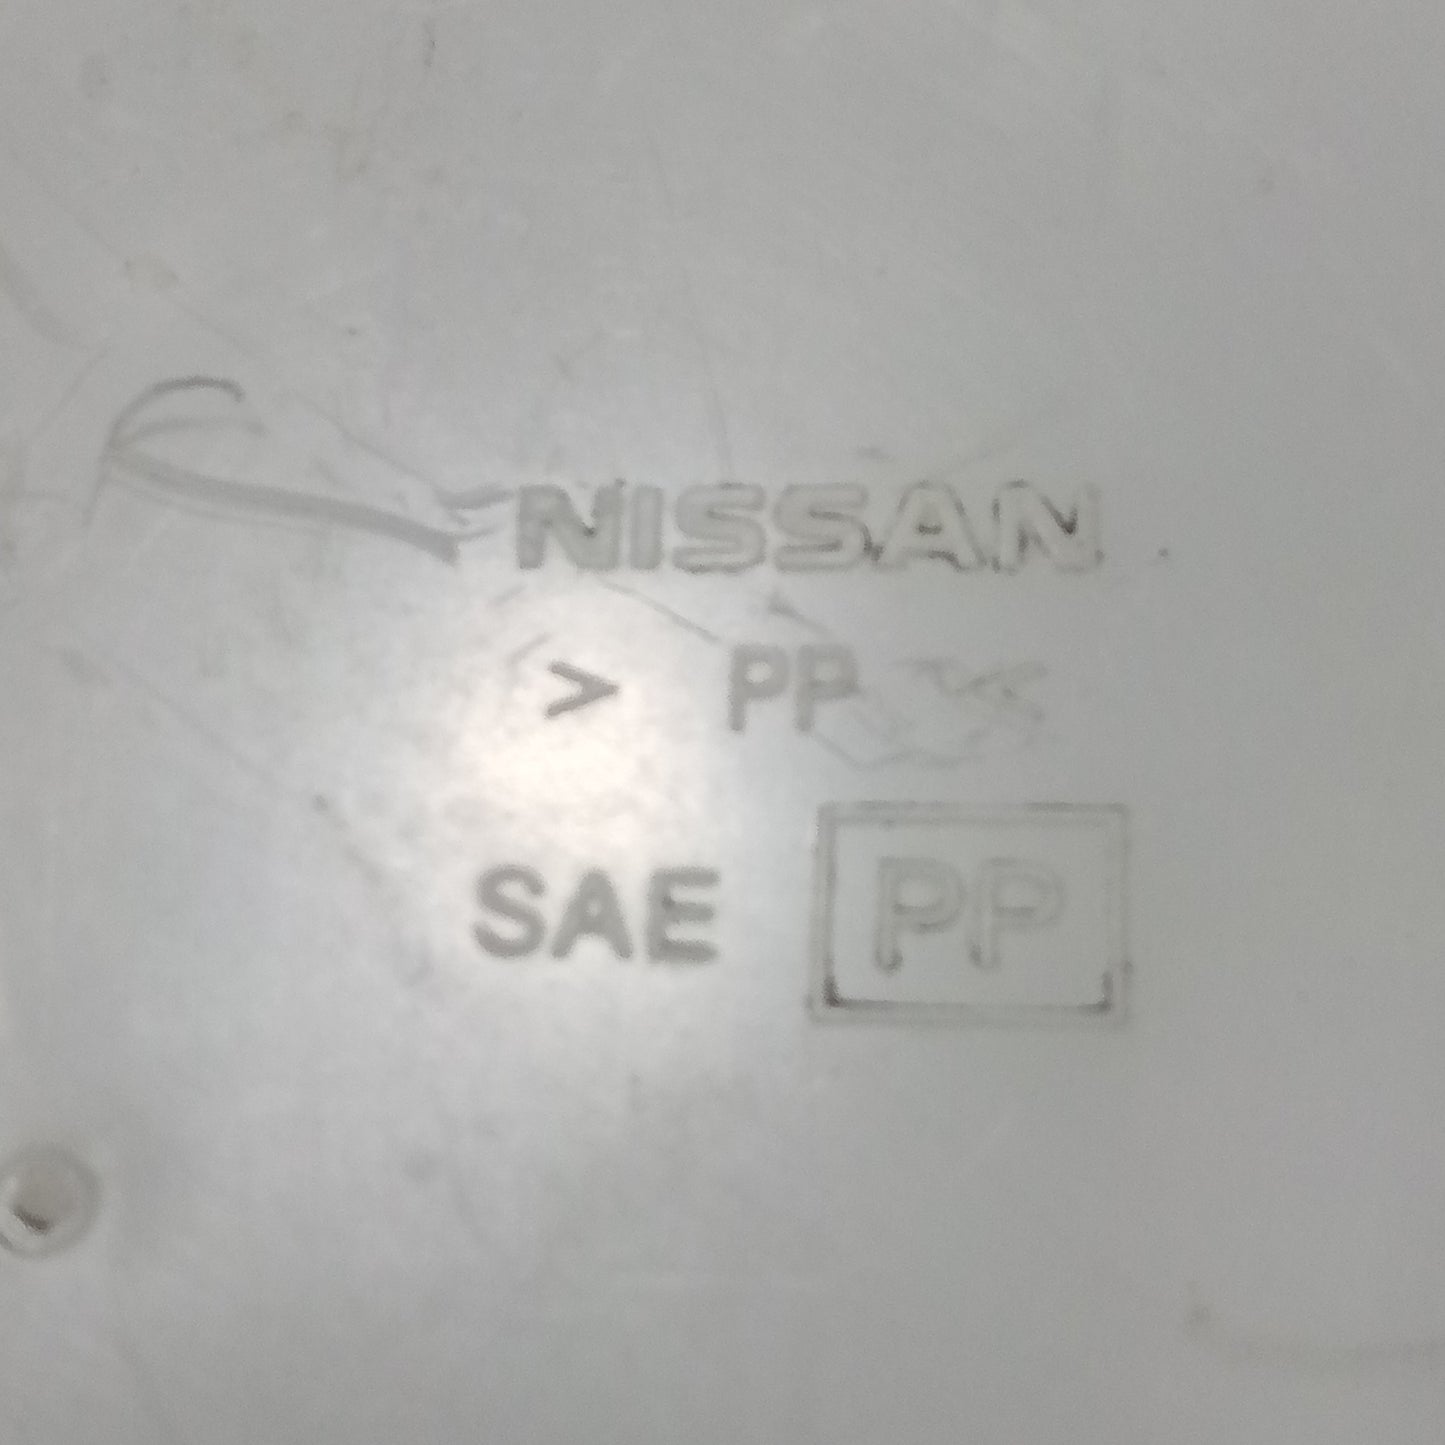 NISSAN
> PP <
SAE PP